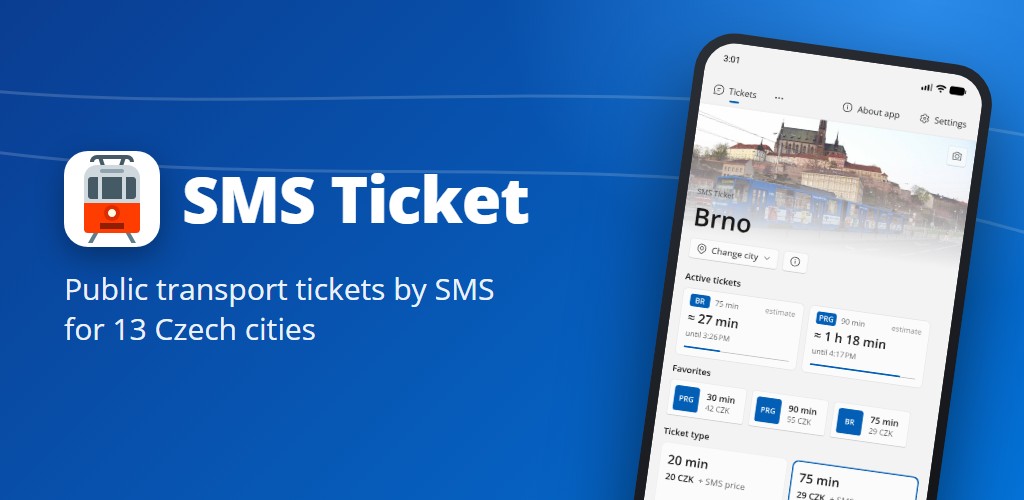 SMS Ticket
Public transport tickets by SMS
for 13 Czech cities
3:01
Tickets
...
About app
Settings
SMS Ticket
Brno
Change city
Active tickets
BR 75 min estimate
≈ 27 min
until 3:26 PM
PRG 90 min estimate
≈ 1 h 18 min
until 4:17 PM
Favorites
PRG 30 min
42 CZK
PRG 90 min
55 CZK
BR 75 min
29 CZK
Ticket type
20 min
20 CZK + SMS price
75 min
29 CZK + SMS